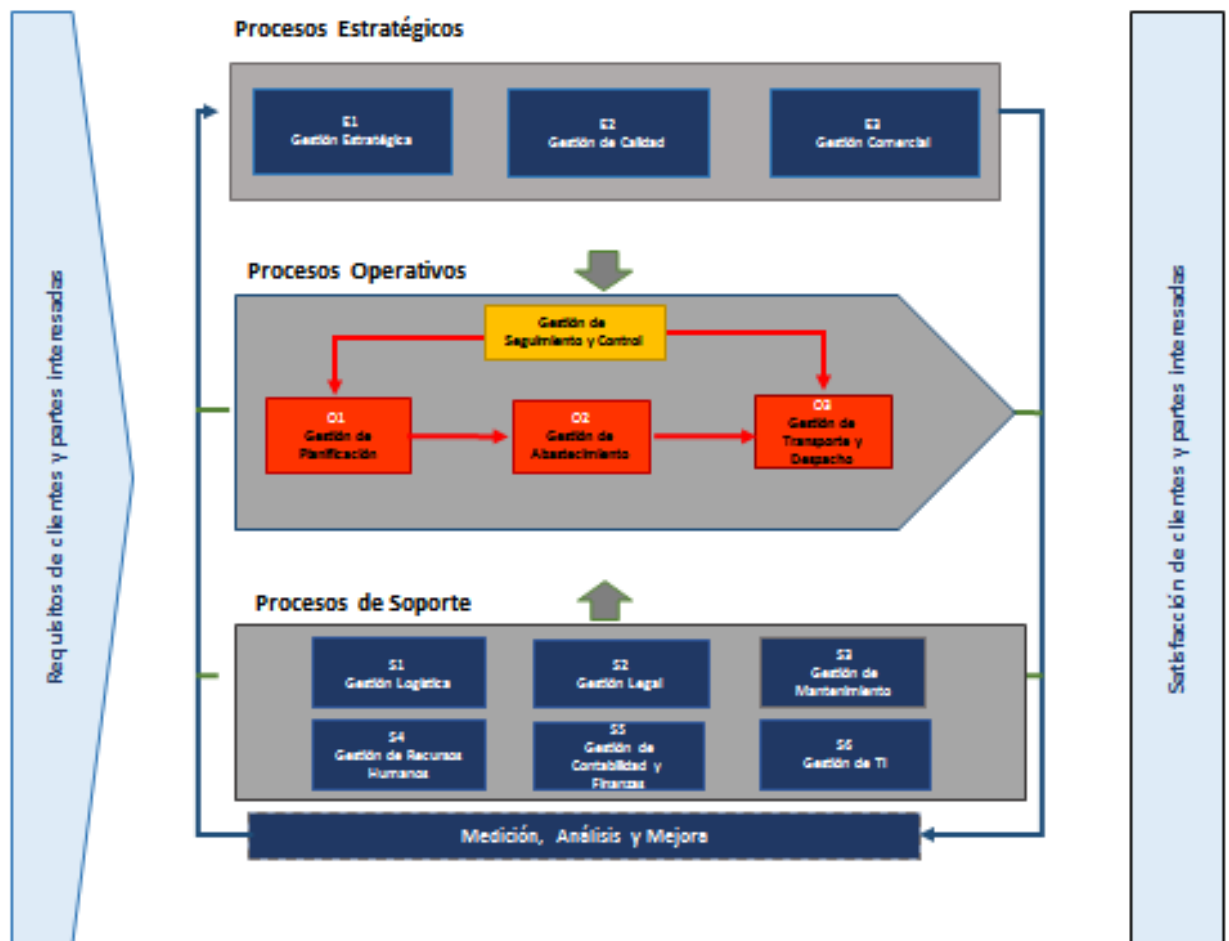 Procesos Estratégicos
E1
Gestión Estratégica
E2
Gestión de Calidad
E3
Gestión Comercial
Requisitos de clientes y partes interesadas
Procesos Operativos
Gestión de
Seguimiento y Control
O1
Gestión de
Planificación
O2
Gestión de
Abastecimiento
O3
Gestión de
Transporte y
Despacho
Satisfacción de clientes y partes interesadas
Procesos de Soporte
S1
Gestión Logística
S2
Gestión Legal
S3
Gestión de
Mantenimiento
S4
Gestión de Recursos
Humanos
S5
Gestión de
Contabilidad y
Finanzas
S6
Gestión de TI
Medición, Análisis y Mejora